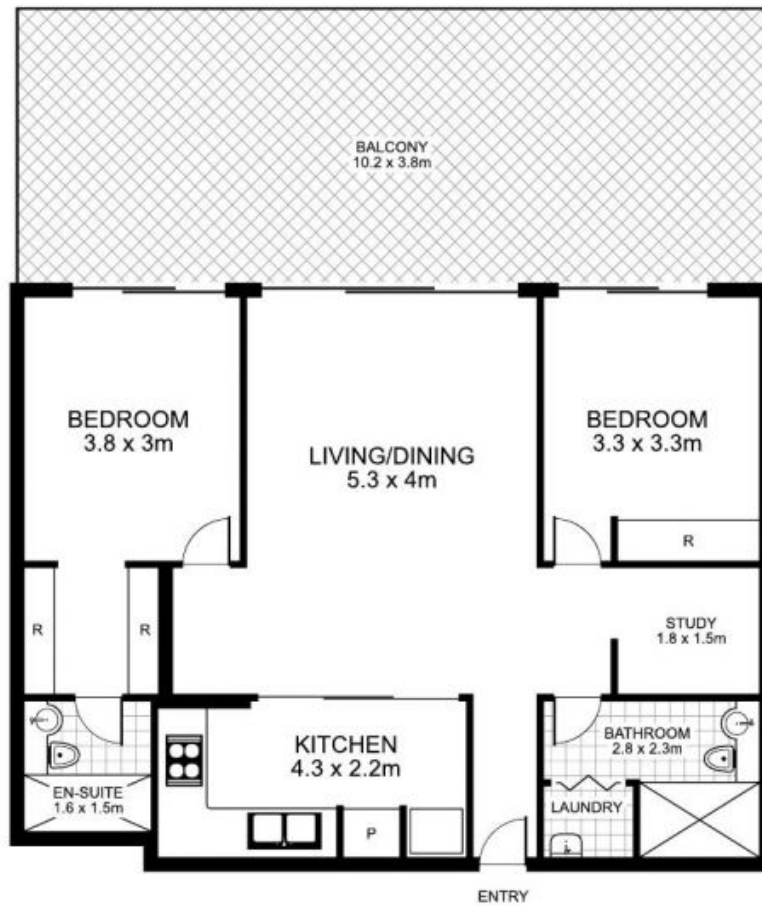 BALCONY
10.2 x 3.8m
BEDROOM
3.8 x 3m
LIVING/DINING
5.3 x 4m
BEDROOM
3.3 x 3.3m
R
R
R
STUDY
1.8 x 1.5m
KITCHEN
4.3 x 2.2m
BATHROOM
2.8 x 2.3m
EN-SUITE
1.6 x 1.5m
LAUNDRY
P
ENTRY